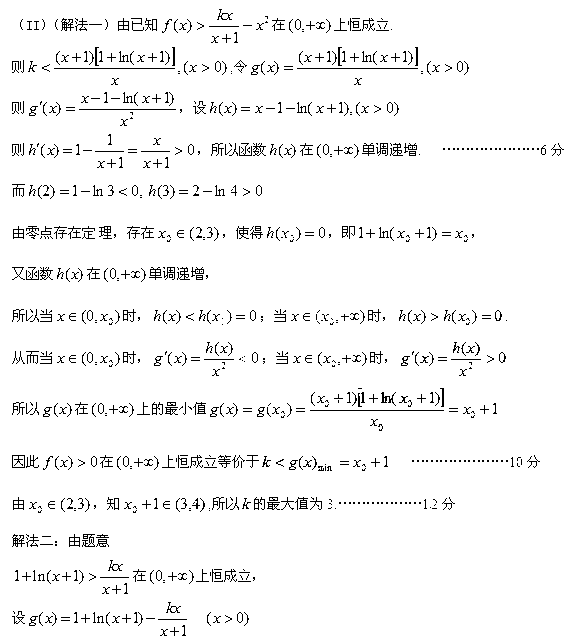 （II）(解法一) 由已知 f(x) > kx/(x+1) − x² 在 (0,+∞) 上恒成立.
则 k < (x+1)[1+ln(x+1)]/x, (x>0) ,令 g(x) = (x+1)[1+ln(x+1)]/x, (x>0)
则 g′(x) = (x−1−ln(x+1))/x²，设 h(x) = x−1−ln(x+1), (x>0)
则 h′(x) = 1 − 1/(x+1) = x/(x+1) > 0，所以函数 h(x) 在 (0,+∞) 单调递增. …………………6 分
而 h(2) = 1−ln 3 < 0, h(3) = 2−ln 4 > 0
由零点存在定理，存在 x₀ ∈ (2,3)，使得 h(x₀) = 0，即 1+ln(x₀+1) = x₀，
又函数 h(x) 在 (0,+∞) 单调递增，
所以当 x ∈ (0, x₀) 时，h(x) < h(x₀) = 0；当 x ∈ (x₀,+∞) 时，h(x) > h(x₀) = 0 .
从而当 x ∈ (0, x₀) 时，g′(x) = h(x)/x² < 0；当 x ∈ (x₀,+∞) 时，g′(x) = h(x)/x² > 0
所以 g(x) 在 (0,+∞) 上的最小值 g(x) = g(x₀) = (x₀+1)[1+ln(x₀+1)]/x₀ = x₀+1
因此 f(x) > 0 在 (0,+∞) 上恒成立等价于 k < g(x)min = x₀+1 …………………10 分
由 x₀ ∈ (2,3)，知 x₀+1 ∈ (3,4) ,所以 k 的最大值为 3.………………12 分
解法二：由题意
1+ln(x+1) > kx/(x+1) 在 (0,+∞) 上恒成立，
设 g(x) = 1+ln(x+1) − kx/(x+1) (x>0)